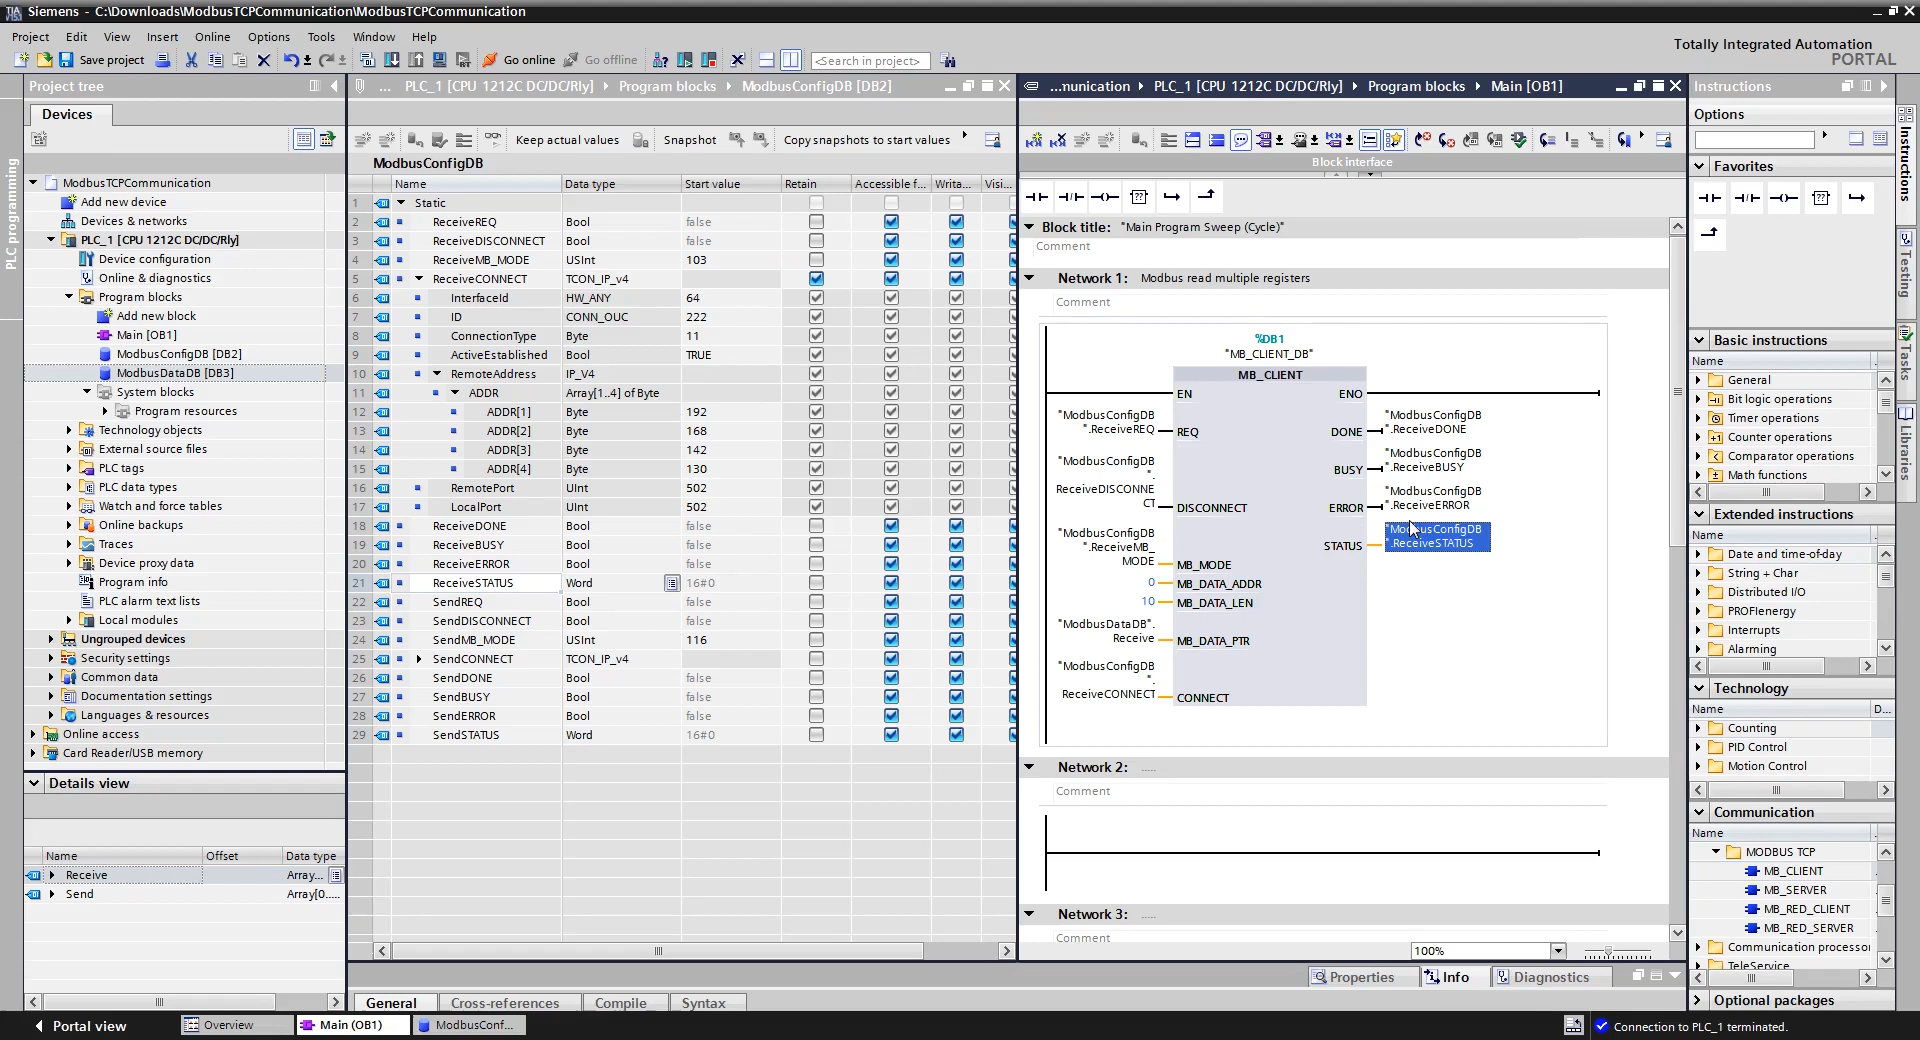 Siemens - C:\Downloads\ModbusTCPCommunication\ModbusTCPCommunication
Project Edit View Insert Online Options Tools Window Help
Totally Integrated Automation
PORTAL
Save project Go online Go offline <Search in project>
Project tree
... PLC_1 [CPU 1212C DC/DC/Rly] Program blocks ModbusConfigDB [DB2]
...munication PLC_1 [CPU 1212C DC/DC/Rly] Program blocks Main [OB1]
Instructions
Devices
PLC programming
ModbusTCPCommunication
Add new device
Devices & networks
PLC_1 [CPU 1212C DC/DC/Rly]
Device configuration
Online & diagnostics
Program blocks
Add new block
Main [OB1]
ModbusConfigDB [DB2]
ModbusDataDB [DB3]
System blocks
Program resources
Technology objects
External source files
PLC tags
PLC data types
Watch and force tables
Online backups
Traces
Device proxy data
Program info
PLC alarm text lists
Local modules
Ungrouped devices
Security settings
Common data
Documentation settings
Languages & resources
Online access
Card Reader/USB memory
Details view
Name Offset Data type
Receive Array...
Send Array[0....
Keep actual values Snapshot Copy snapshots to start values
ModbusConfigDB
Name Data type Start value Retain Accessible f... Writa... Visi...
1 Static
2 ReceiveREQ Bool false
3 ReceiveDISCONNECT Bool false
4 ReceiveMB_MODE USInt 103
5 ReceiveCONNECT TCON_IP_v4
6 InterfaceId HW_ANY 64
7 ID CONN_OUC 222
8 ConnectionType Byte 11
9 ActiveEstablished Bool TRUE
10 RemoteAddress IP_V4
11 ADDR Array[1..4] of Byte
12 ADDR[1] Byte 192
13 ADDR[2] Byte 168
14 ADDR[3] Byte 142
15 ADDR[4] Byte 130
16 RemotePort UInt 502
17 LocalPort UInt 502
18 ReceiveDONE Bool false
19 ReceiveBUSY Bool false
20 ReceiveERROR Bool false
21 ReceiveSTATUS Word 16#0
22 SendREQ Bool false
23 SendDISCONNECT Bool false
24 SendMB_MODE USInt 116
25 SendCONNECT TCON_IP_v4
26 SendDONE Bool false
27 SendBUSY Bool false
28 SendERROR Bool false
29 SendSTATUS Word 16#0
Block interface
Block title: "Main Program Sweep (Cycle)"
Comment
Network 1: Modbus read multiple registers
Comment
%DB1
"MB_CLIENT_DB"
MB_CLIENT
EN ENO
"ModbusConfigDB
".ReceiveREQ REQ
DONE "ModbusConfigDB
".ReceiveDONE
BUSY "ModbusConfigDB
".ReceiveBUSY
"ModbusConfigDB
".
ReceiveDISCONNE
CT DISCONNECT
ERROR "ModbusConfigDB
".ReceiveERROR
STATUS "ModbusConfigDB
".ReceiveSTATUS
"ModbusConfigDB
".ReceiveMB_
MODE MB_MODE
0 MB_DATA_ADDR
10 MB_DATA_LEN
"ModbusDataDB".
Receive MB_DATA_PTR
"ModbusConfigDB
".
ReceiveCONNECT CONNECT
Network 2: .....
Comment
Network 3: .....
Comment
100%
Options
Favorites
Basic instructions
Name
General
Bit logic operations
Timer operations
Counter operations
Comparator operations
Math functions
Extended instructions
Name
Date and time-of-day
String + Char
Distributed I/O
PROFIenergy
Interrupts
Alarming
Technology
Name D...
Counting
PID Control
Motion Control
Communication
Name
MODBUS TCP
MB_CLIENT
MB_SERVER
MB_RED_CLIENT
MB_RED_SERVER
Communication processor
TeleService
Optional packages
Instructions
Testing
Tasks
Libraries
Properties Info Diagnostics
General Cross-references Compile Syntax
Portal view Overview Main (OB1) ModbusConf... Connection to PLC_1 terminated.